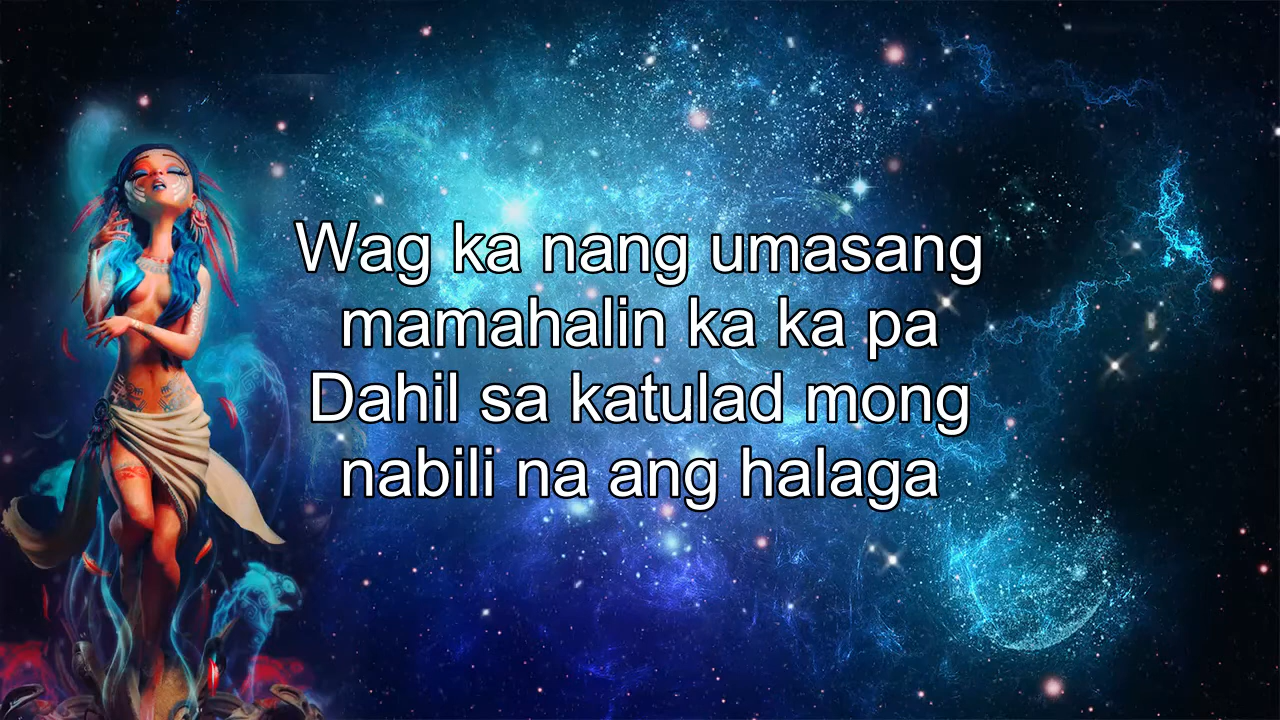 Wag ka nang umasang
mamahalin ka ka pa
Dahil sa katulad mong
nabili na ang halaga